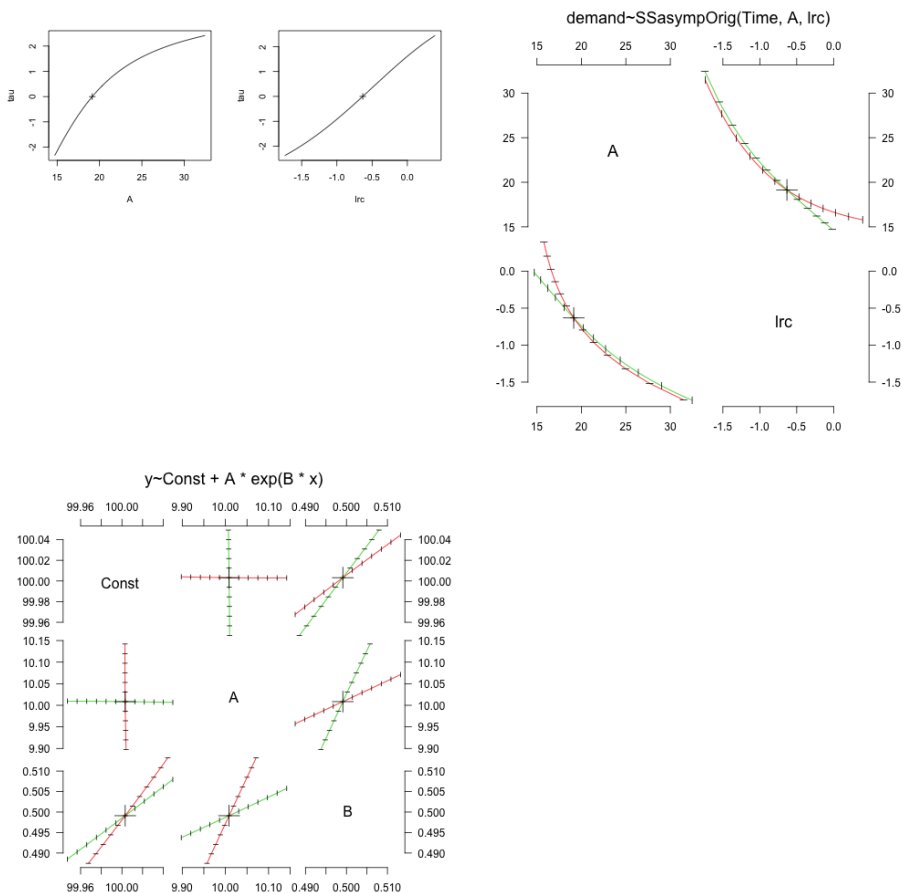 demand~SSasympOrig(Time, A, lrc)
15 20 25 30 -1.5 -1.0 -0.5 0.0
tau
2
1
0
-1
-2
15 20 25 30
A
tau
2
1
0
-1
-2
-1.5 -1.0 -0.5 0.0
lrc
30 30
25 25
A
20 20
15 15
0.0 0.0
-0.5 -0.5
lrc
-1.0 -1.0
-1.5 -1.5
15 20 25 30 -1.5 -1.0 -0.5 0.0
y~Const + A * exp(B * x)
99.96 100.00 9.90 10.00 10.10 0.490 0.500 0.510
100.04 100.04
100.02 100.02
Const
100.00 100.00
99.98 99.98
99.96 99.96
10.15 10.15
10.10 10.10
10.05 10.05
A
10.00 10.00
9.95 9.95
9.90 9.90
0.510 0.510
0.505 0.505
B
0.500 0.500
0.495 0.495
0.490 0.490
99.96 100.00 9.90 10.00 10.10 0.490 0.500 0.510